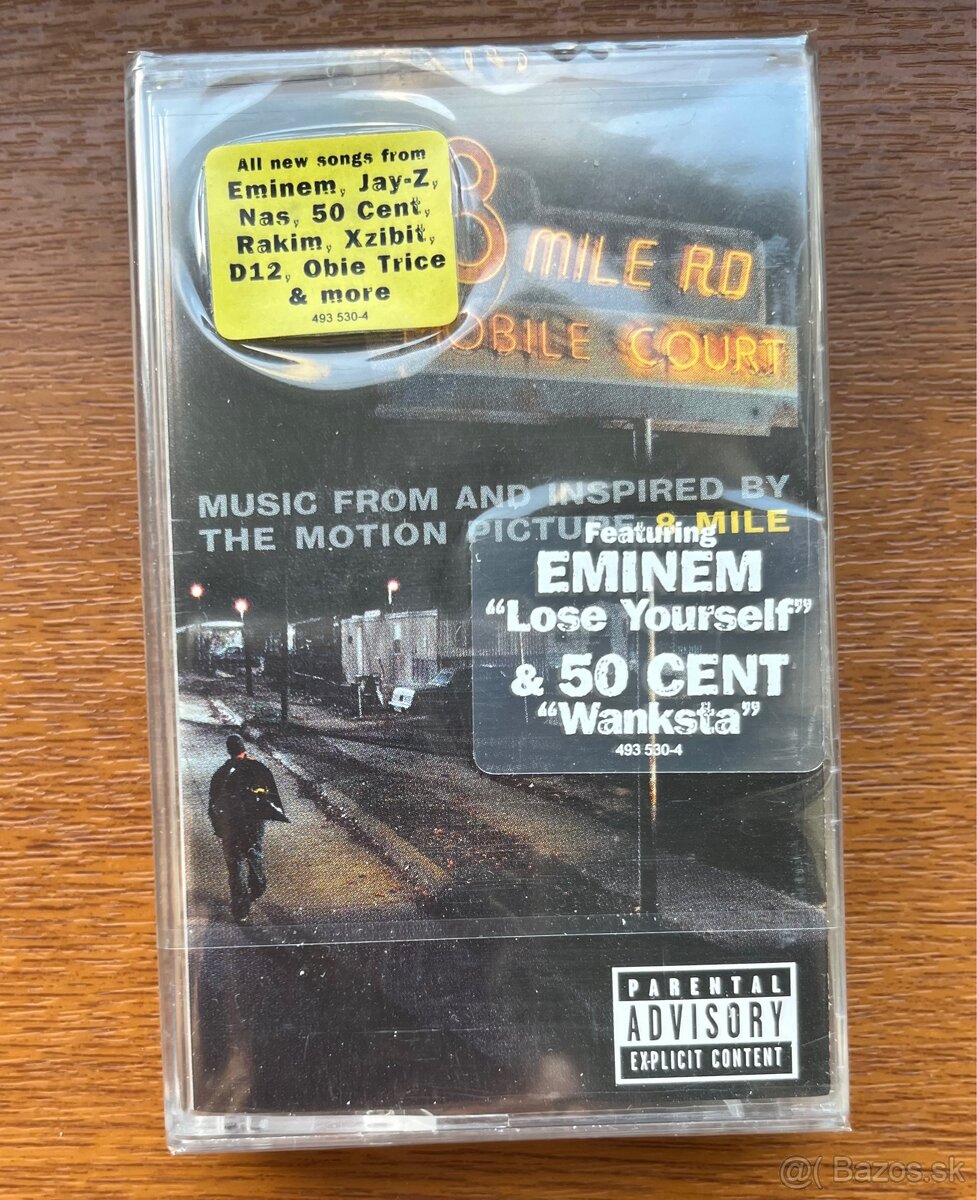 All new songs from
Eminem, Jay-Z,
Nas, 50 Cent,
Rakim, Xzibit,
D12, Obie Trice
& more
493 530-4
8 MILE RD
MOBILE COURT
MUSIC FROM AND INSPIRED BY
THE MOTION PICTURE 8 MILE
Featuring
EMINEM
“Lose Yourself”
& 50 CENT
“Wanksta”
493 530-4
PARENTAL
ADVISORY
EXPLICIT CONTENT
@( Bazos.sk